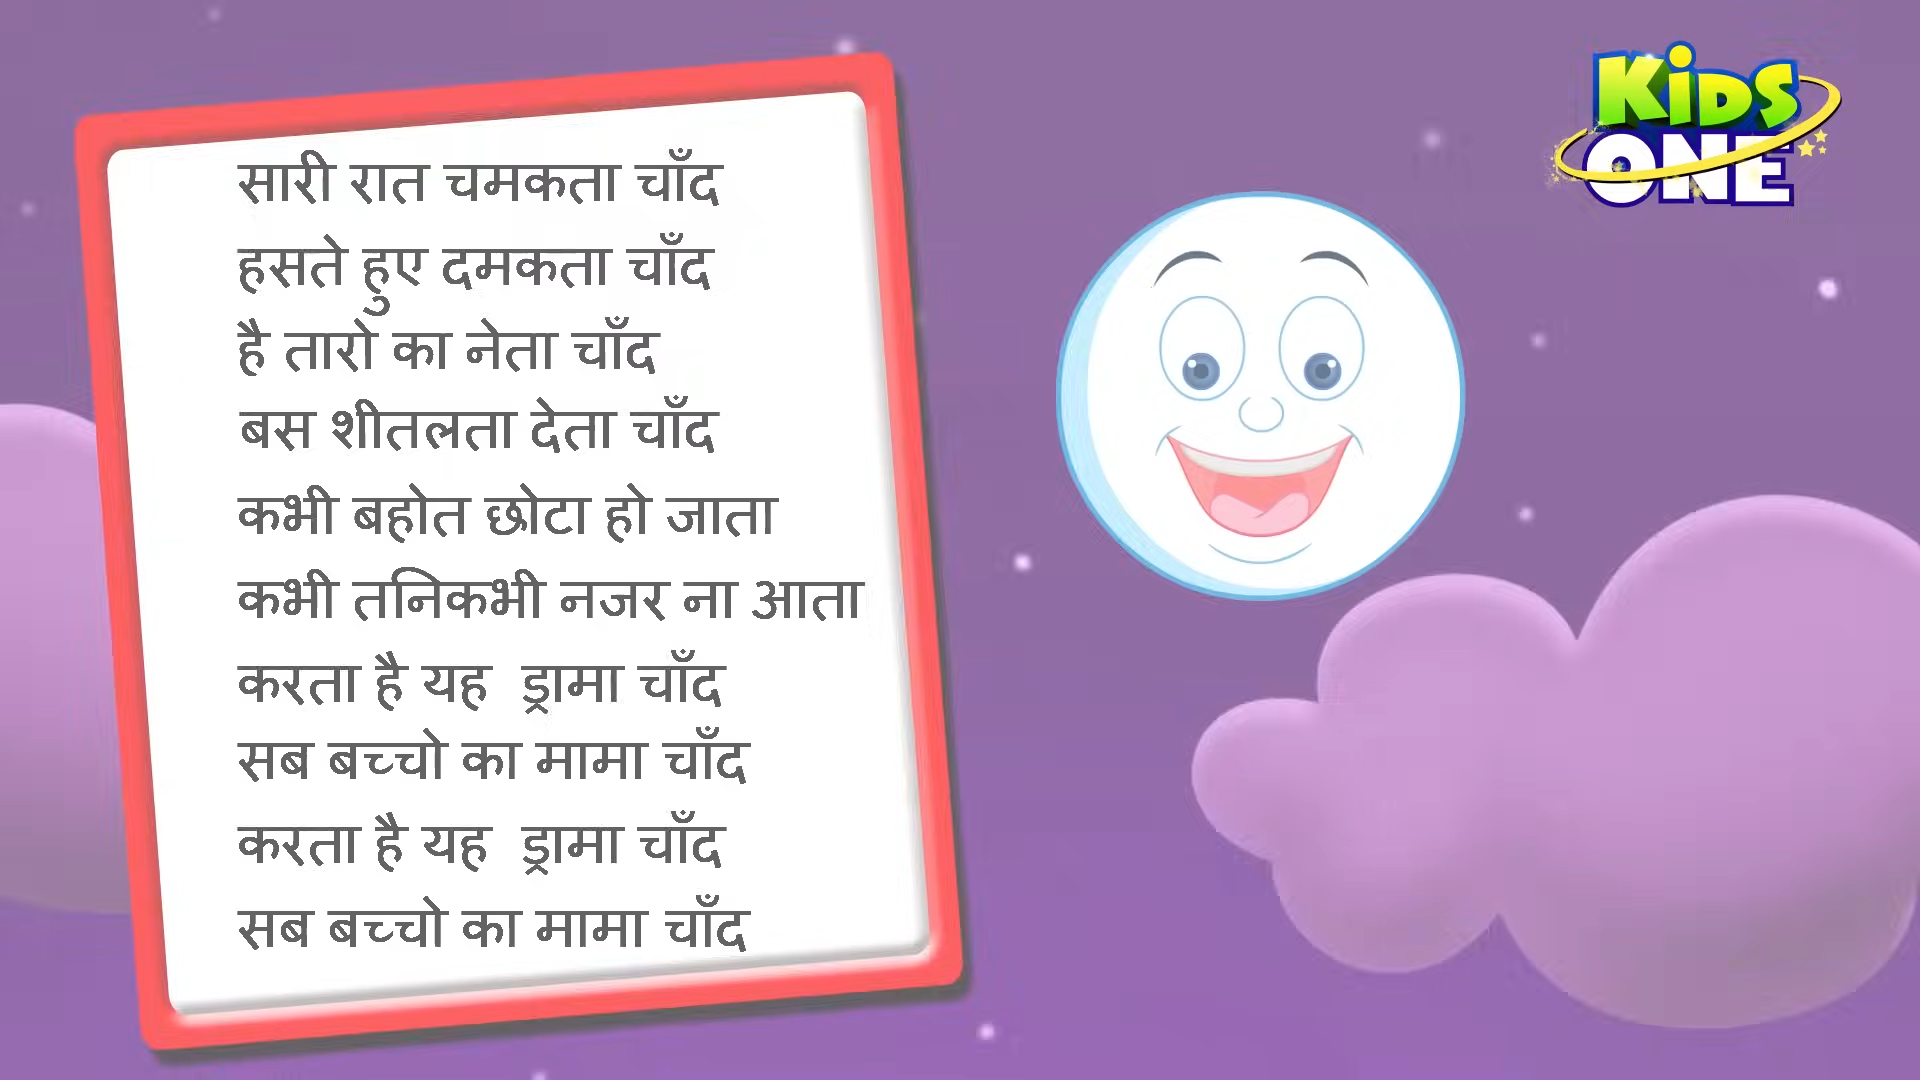 सारी रात चमकता चाँद
हसते हुए दमकता चाँद
है तारो का नेता चाँद
बस शीतलता देता चाँद
कभी बहोत छोटा हो जाता
कभी तनिकभी नजर ना आता
करता है यह ड्रामा चाँद
सब बच्चो का मामा चाँद
करता है यह ड्रामा चाँद
सब बच्चो का मामा चाँद
KiDS
ONE